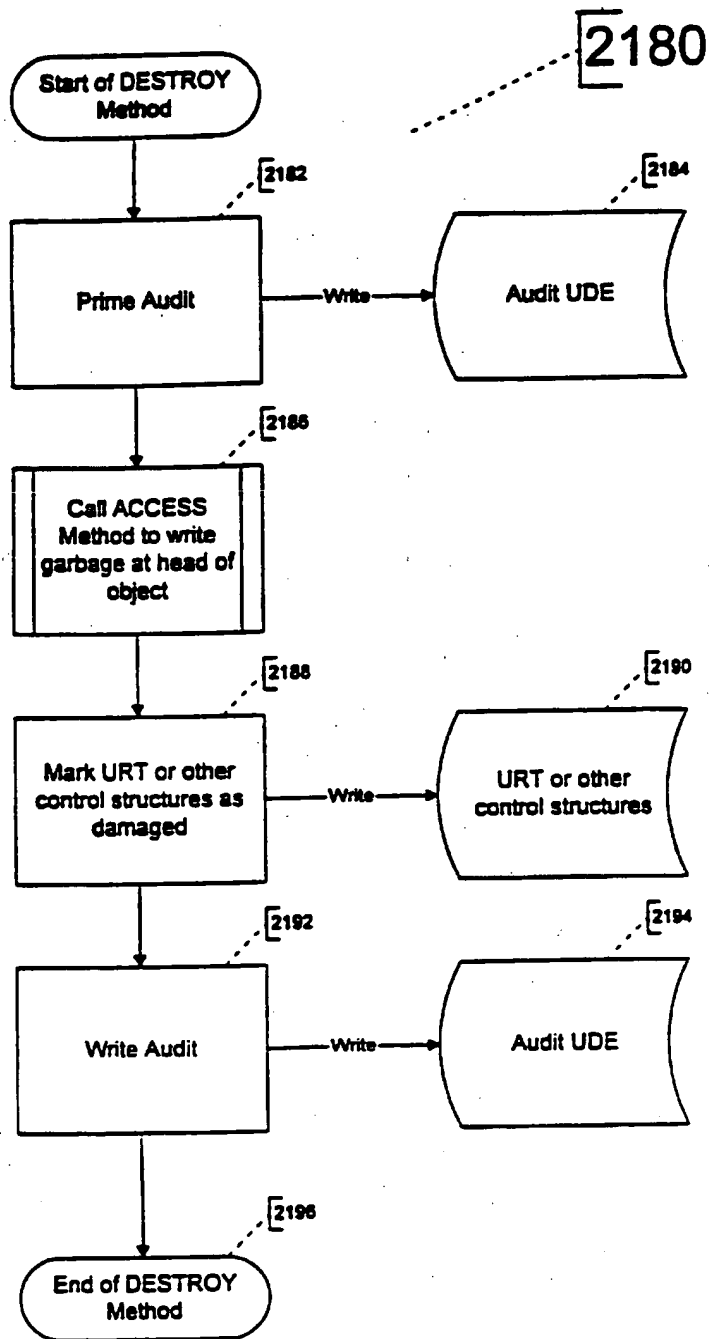 2180
Start of DESTROY
Method
2182
2184
Prime Audit
Write
Audit UDE
2186
Call ACCESS
Method to write
garbage at head of
object
2188
2190
Mark URT or other
control structures as
damaged
Write
URT or other
control structures
2192
2194
Write Audit
Write
Audit UDE
2196
End of DESTROY
Method